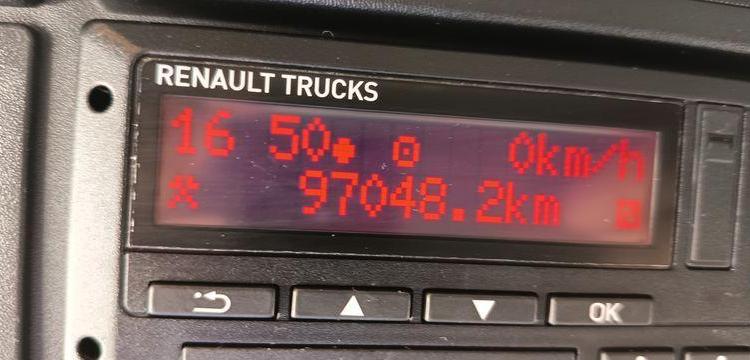 RENAULT TRUCKS
16 50 0km/h
97048.2km
OK